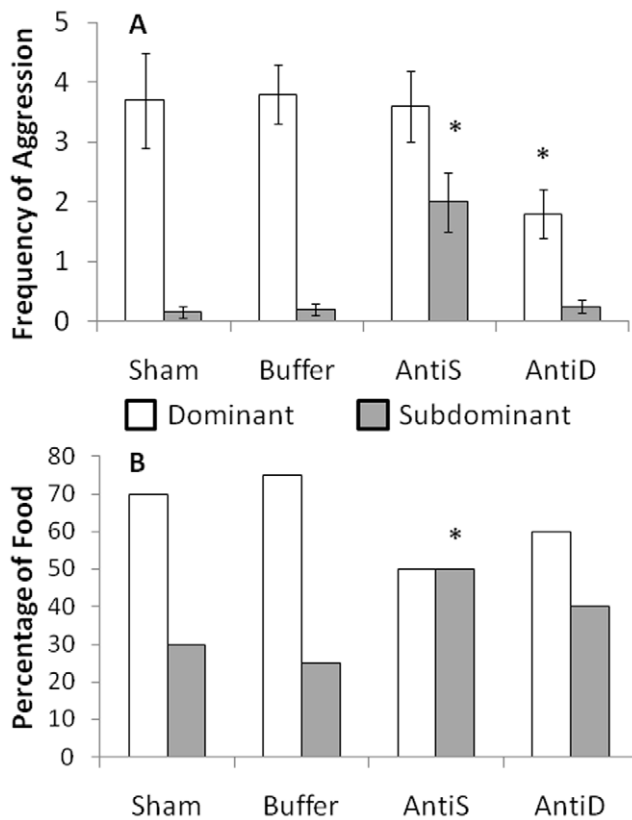 A
Frequency of Aggression
5
4
3
2
1
0
*
*
Sham Buffer AntiS AntiD
Dominant Subdominant
B
Percentage of Food
80
70
60
50
40
30
20
10
0
*
Sham Buffer AntiS AntiD